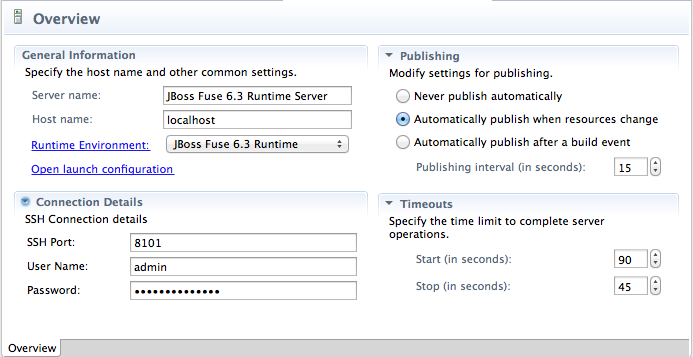 Overview
General Information
Specify the host name and other common settings.
Server name: JBoss Fuse 6.3 Runtime Server
Host name: localhost
Runtime Environment: JBoss Fuse 6.3 Runtime
Open launch configuration
Connection Details
SSH Connection details
SSH Port: 8101
User Name: admin
Password: ••••••••••••••
Publishing
Modify settings for publishing.
Never publish automatically
Automatically publish when resources change
Automatically publish after a build event
Publishing interval (in seconds): 15
Timeouts
Specify the time limit to complete server
operations.
Start (in seconds): 90
Stop (in seconds): 45
Overview